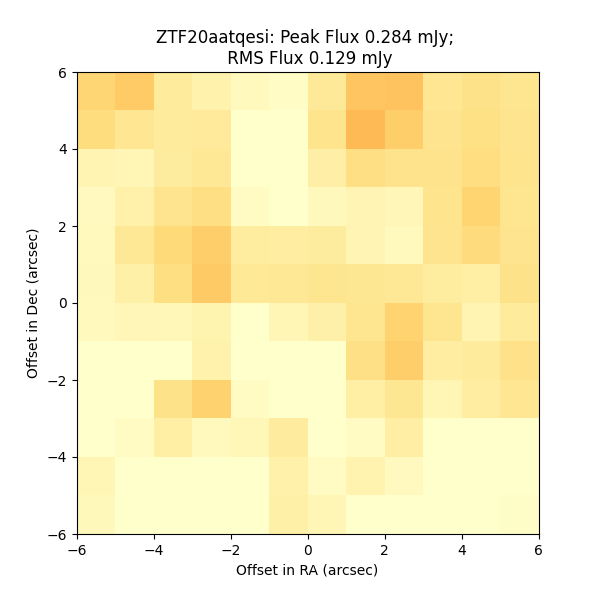 ZTF20aatqesi: Peak Flux 0.284 mJy;
RMS Flux 0.129 mJy
6
4
2
0
−2
−4
−6
Offset in Dec (arcsec)
−6 −4 −2 0 2 4 6
Offset in RA (arcsec)